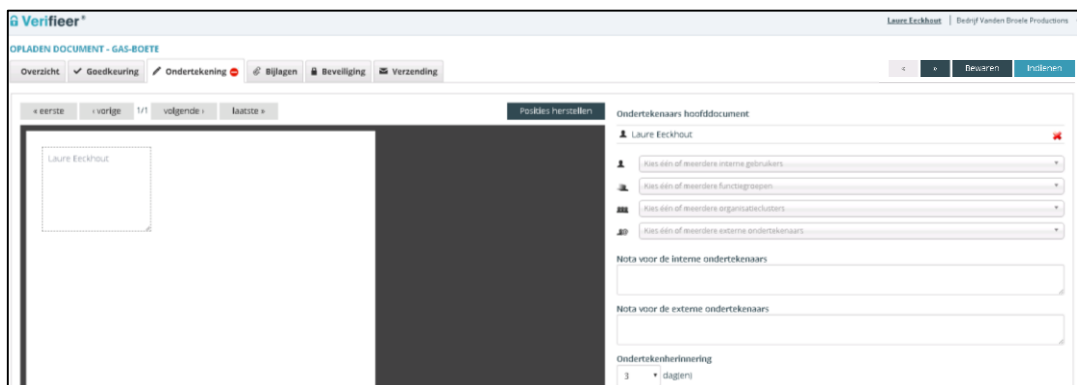 Verifieer®
Laure Eeckhout | Bedrijf Vanden Broele Productions
OPLADEN DOCUMENT - GAS-BOETE
Overzicht Goedkeuring Ondertekening Bijlagen Beveiliging Verzending
‹ » Bewaren Indienen
« eerste ‹ vorige 1/1 volgende › laatste » Posities herstellen
Ondertekenaars hoofddocument
Laure Eeckhout
Laure Eeckhout
Kies één of meerdere interne gebruikers
Kies één of meerdere functiegroepen
Kies één of meerdere organisatieclusters
Kies één of meerdere externe ondertekenaars
Nota voor de interne ondertekenaars
Nota voor de externe ondertekenaars
Ondertekenherinnering
3 dag(en)